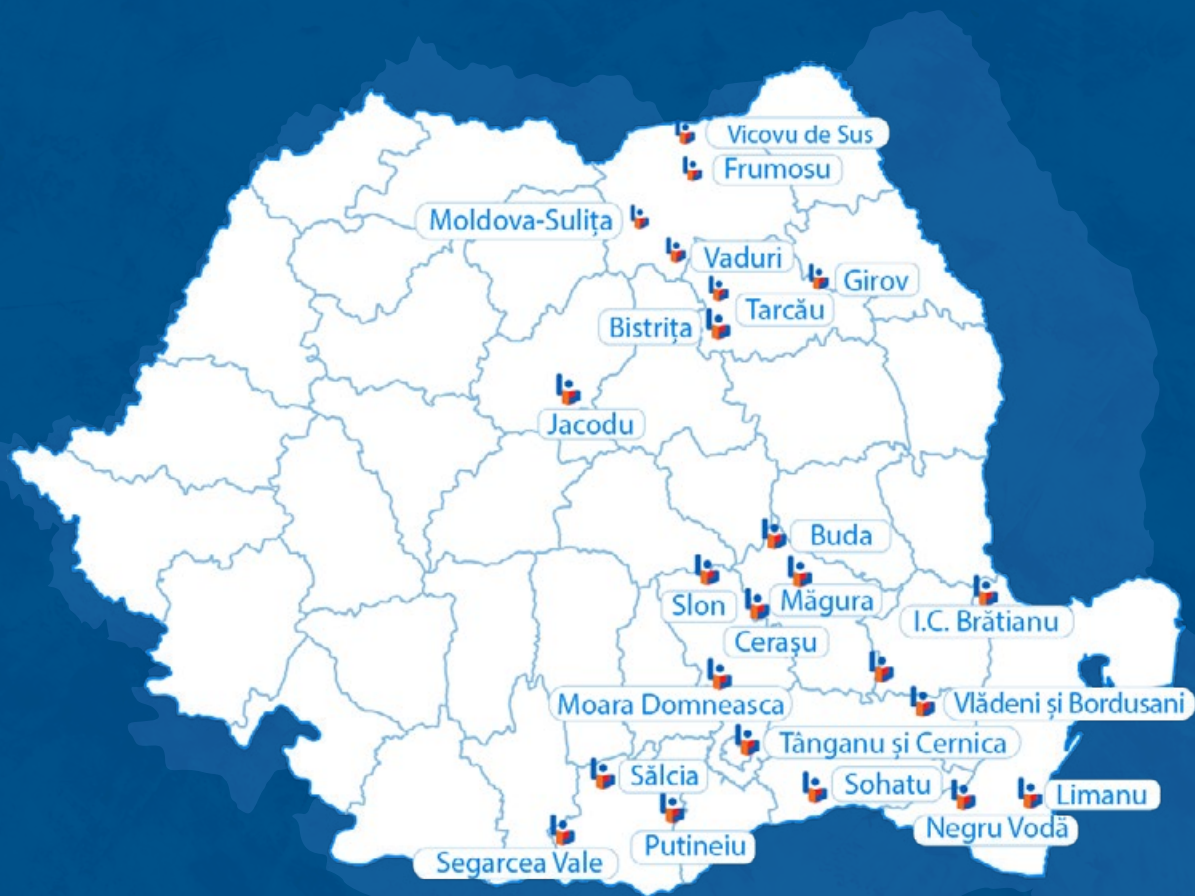 Vicovu de Sus
Frumosu
Moldova-Sulița
Vaduri
Girov
Tarcău
Bistrița
Jacodu
Buda
Slon
Măgura
I.C. Brătianu
Cerașu
Moara Domneasca
Vlădeni și Bordusani
Tânganu și Cernica
Sălcia
Sohatu
Limanu
Negru Vodă
Putineiu
Segarcea Vale